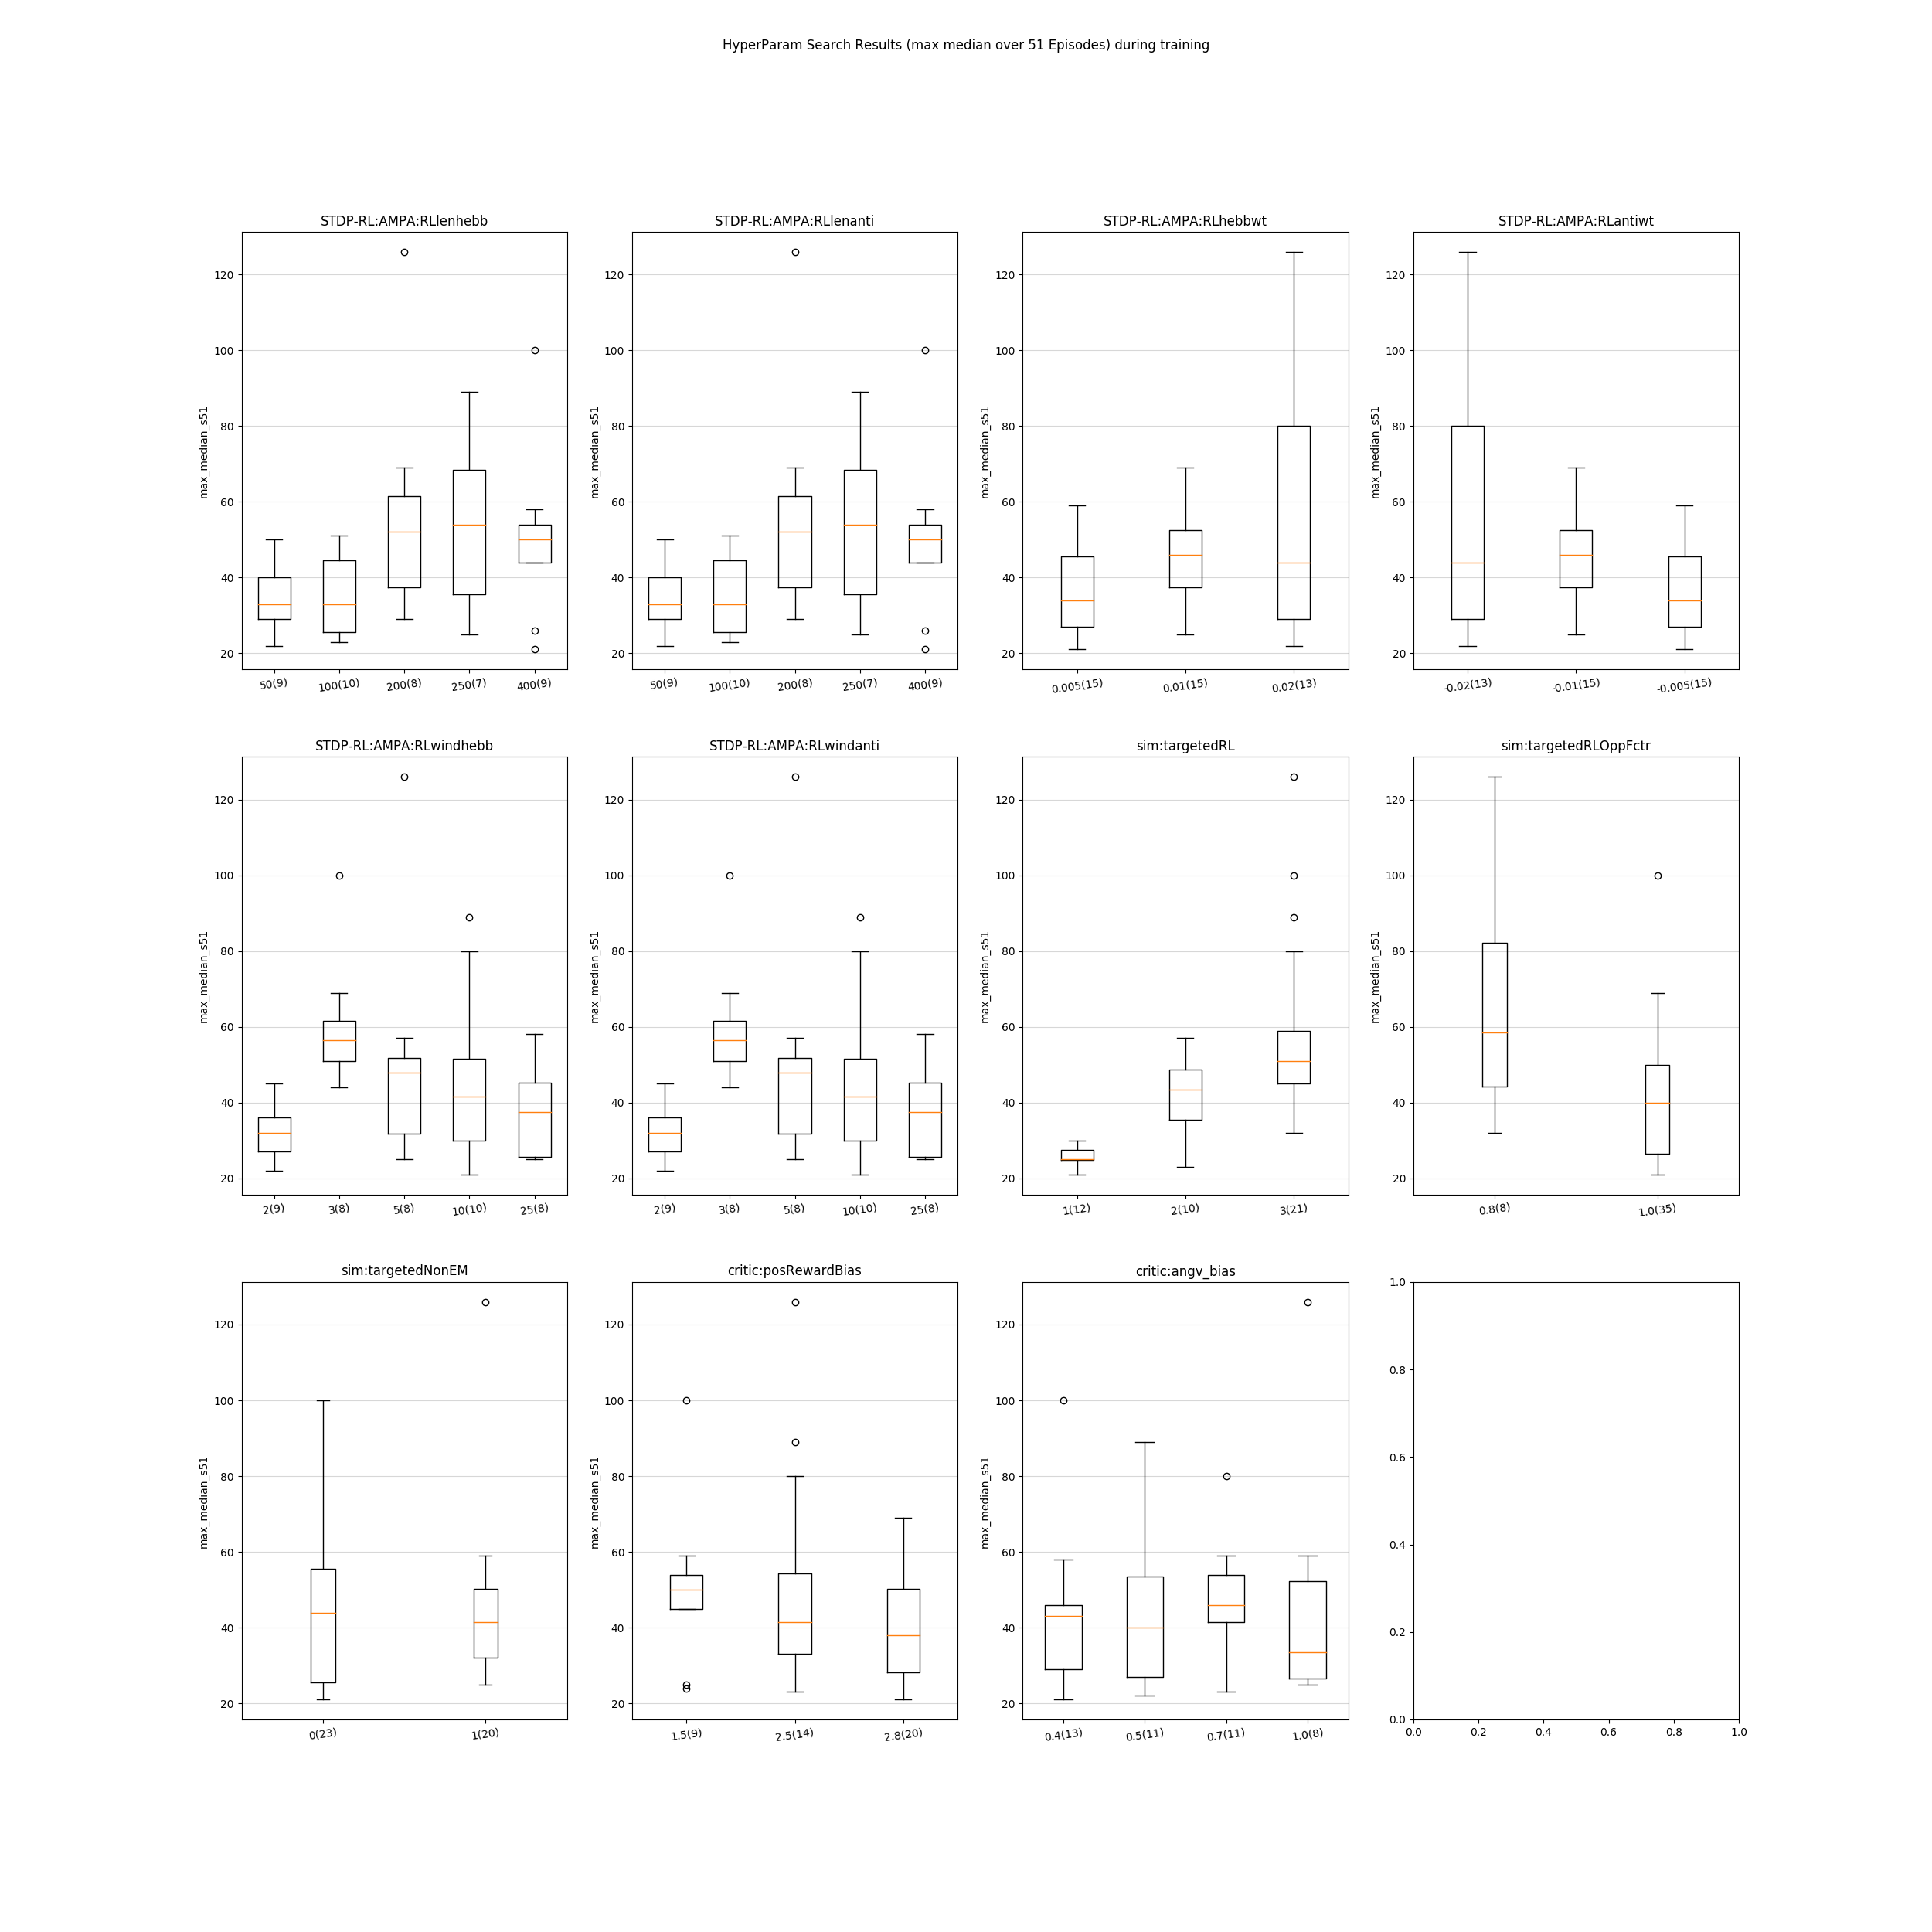 HyperParam Search Results (max median over 51 Episodes) during training
STDP-RL:AMPA:RLlenhebb
max_median_s51
120
100
80
60
40
20
50(9) 100(10) 200(8) 250(7) 400(9)
STDP-RL:AMPA:RLlenanti
max_median_s51
120
100
80
60
40
20
50(9) 100(10) 200(8) 250(7) 400(9)
STDP-RL:AMPA:RLhebbwt
max_median_s51
120
100
80
60
40
20
0.005(15) 0.01(15) 0.02(13)
STDP-RL:AMPA:RLantiwt
max_median_s51
120
100
80
60
40
20
-0.02(13) -0.01(15) -0.005(15)
STDP-RL:AMPA:RLwindhebb
max_median_s51
120
100
80
60
40
20
2(9) 3(8) 5(8) 10(10) 25(8)
STDP-RL:AMPA:RLwindanti
max_median_s51
120
100
80
60
40
20
2(9) 3(8) 5(8) 10(10) 25(8)
sim:targetedRL
max_median_s51
120
100
80
60
40
20
1(12) 2(10) 3(21)
sim:targetedRLOppFctr
max_median_s51
120
100
80
60
40
20
0.8(8) 1.0(35)
sim:targetedNonEM
max_median_s51
120
100
80
60
40
20
0(23) 1(20)
critic:posRewardBias
max_median_s51
120
100
80
60
40
20
1.5(9) 2.5(14) 2.8(20)
critic:angv_bias
max_median_s51
120
100
80
60
40
20
0.4(13) 0.5(11) 0.7(11) 1.0(8)
1.0
0.8
0.6
0.4
0.2
0.0
0.0 0.2 0.4 0.6 0.8 1.0